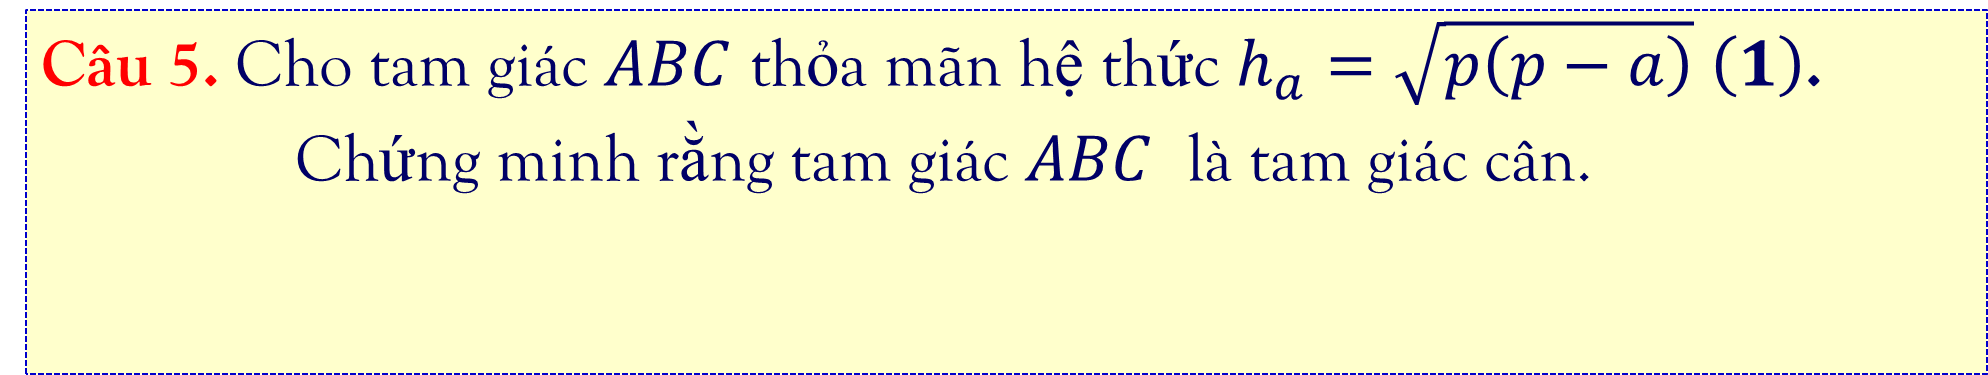 Câu 5. Cho tam giác ABC thỏa mãn hệ thức hₐ = √(p(p − a)) (1).
Chứng minh rằng tam giác ABC là tam giác cân.